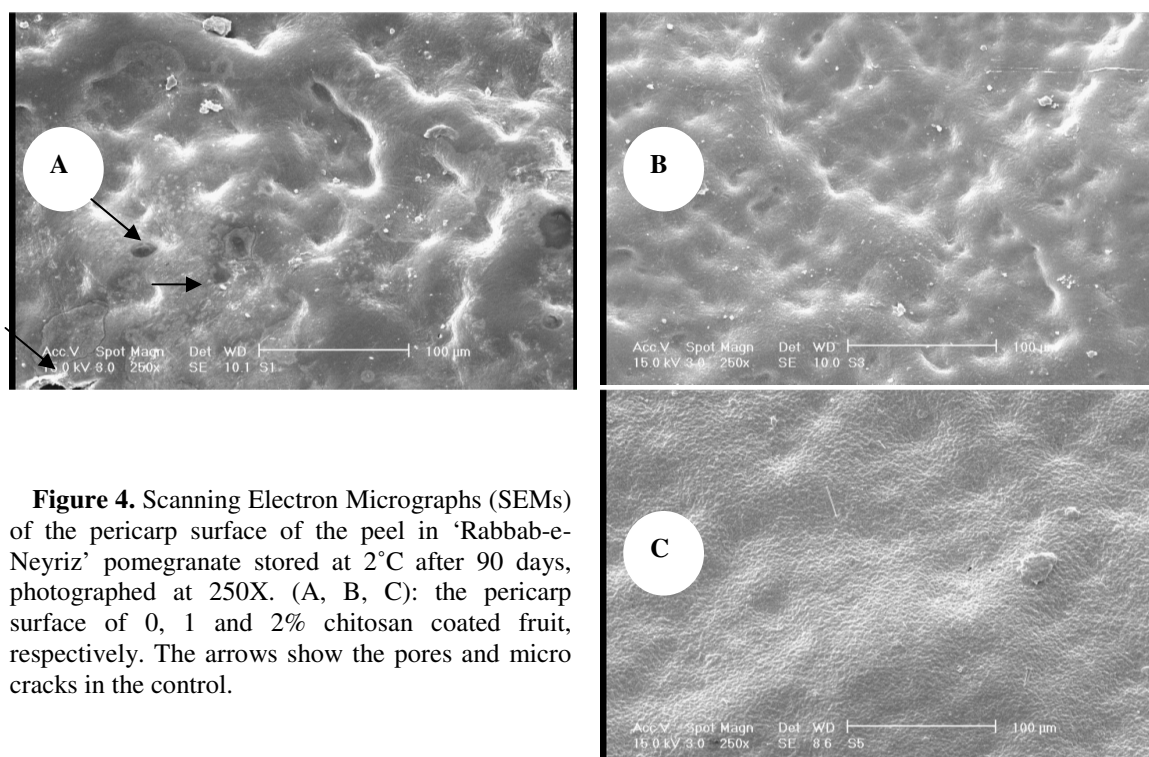 A
Acc.V Spot Magn Det WD 100 µm
15.0 kV 3.0 250x SE 10.1 S1
B
Acc.V Spot Magn Det WD 100 µm
15.0 kV 3.0 250x SE 10.0 S3
C
Acc.V Spot Magn Det WD 100 µm
15.0 kV 3.0 250x SE 8.6 S5
Figure 4. Scanning Electron Micrographs (SEMs)
of the pericarp surface of the peel in ‘Rabbab-e-
Neyriz’ pomegranate stored at 2˚C after 90 days,
photographed at 250X. (A, B, C): the pericarp
surface of 0, 1 and 2% chitosan coated fruit,
respectively. The arrows show the pores and micro
cracks in the control.